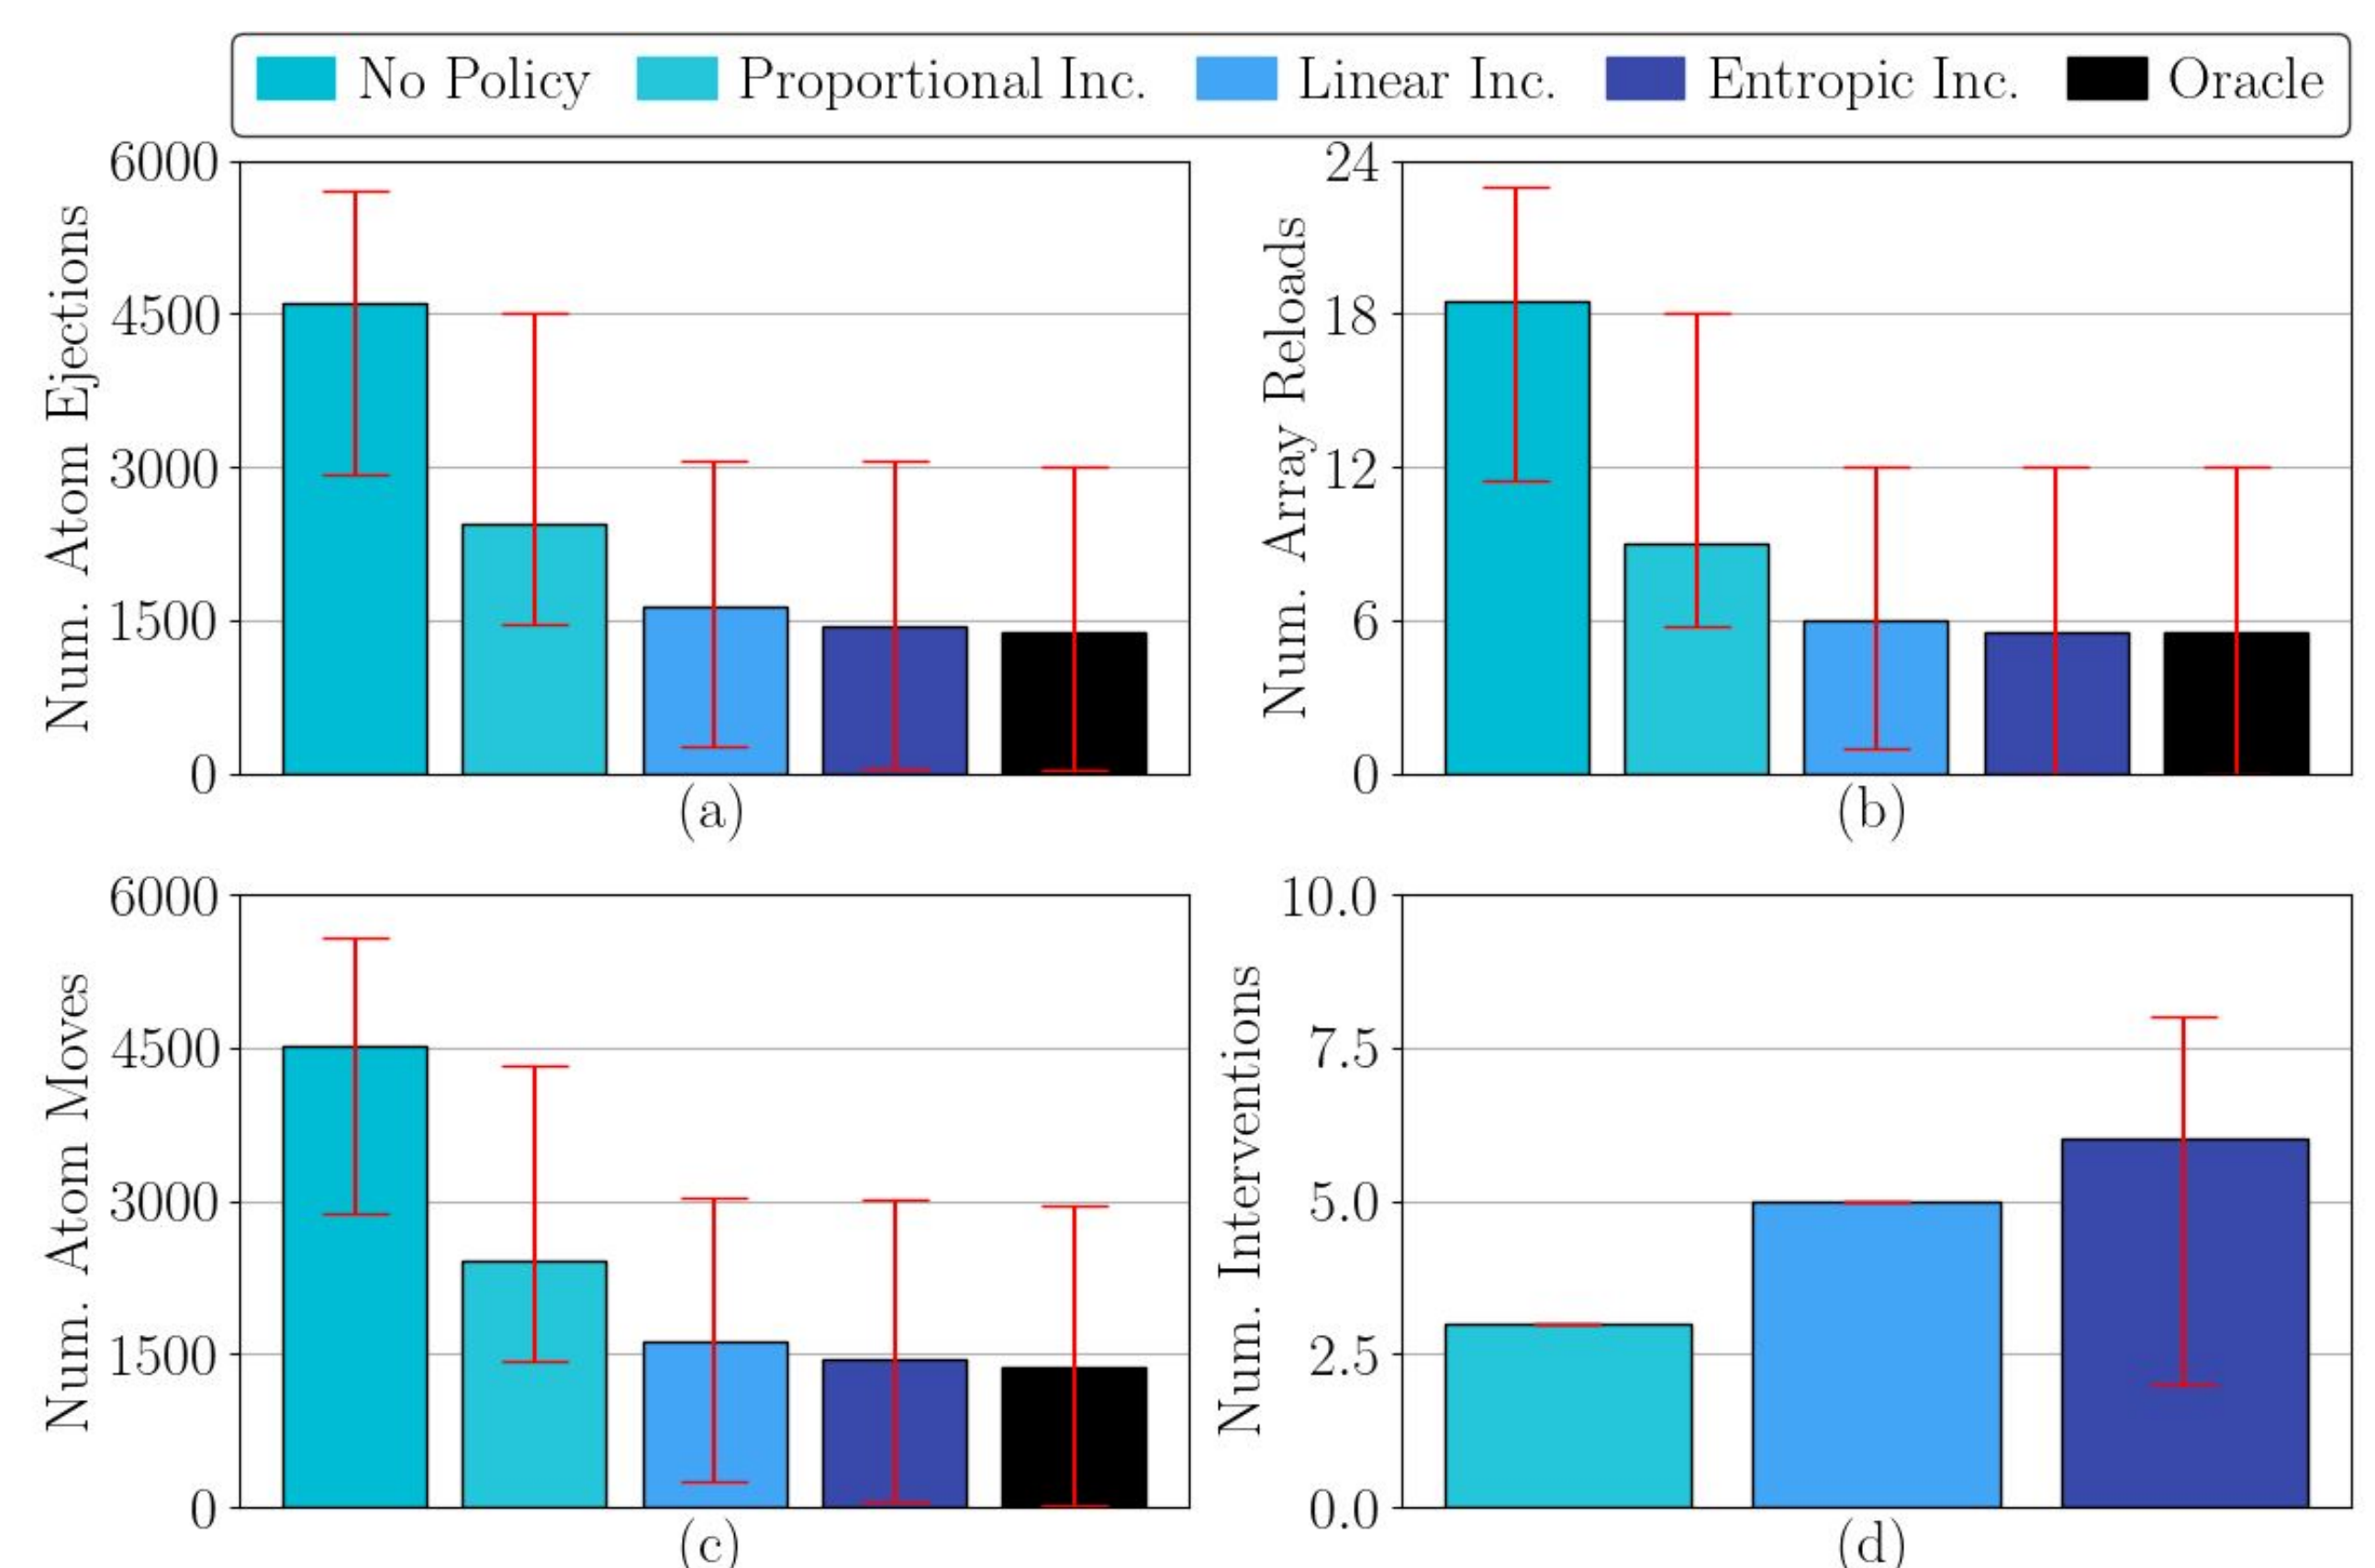 No Policy Proportional Inc. Linear Inc. Entropic Inc. Oracle
Num. Atom Ejections
6000
4500
3000
1500
0
(a)
Num. Array Reloads
24
18
12
6
0
(b)
Num. Atom Moves
6000
4500
3000
1500
0
(c)
Num. Interventions
10.0
7.5
5.0
2.5
0.0
(d)